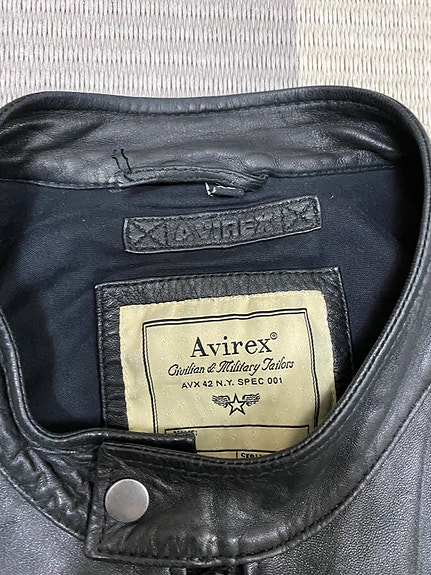 AVIREX
Avirex®
Civilian & Military Tailors
AVX 42 N.Y. SPEC 001